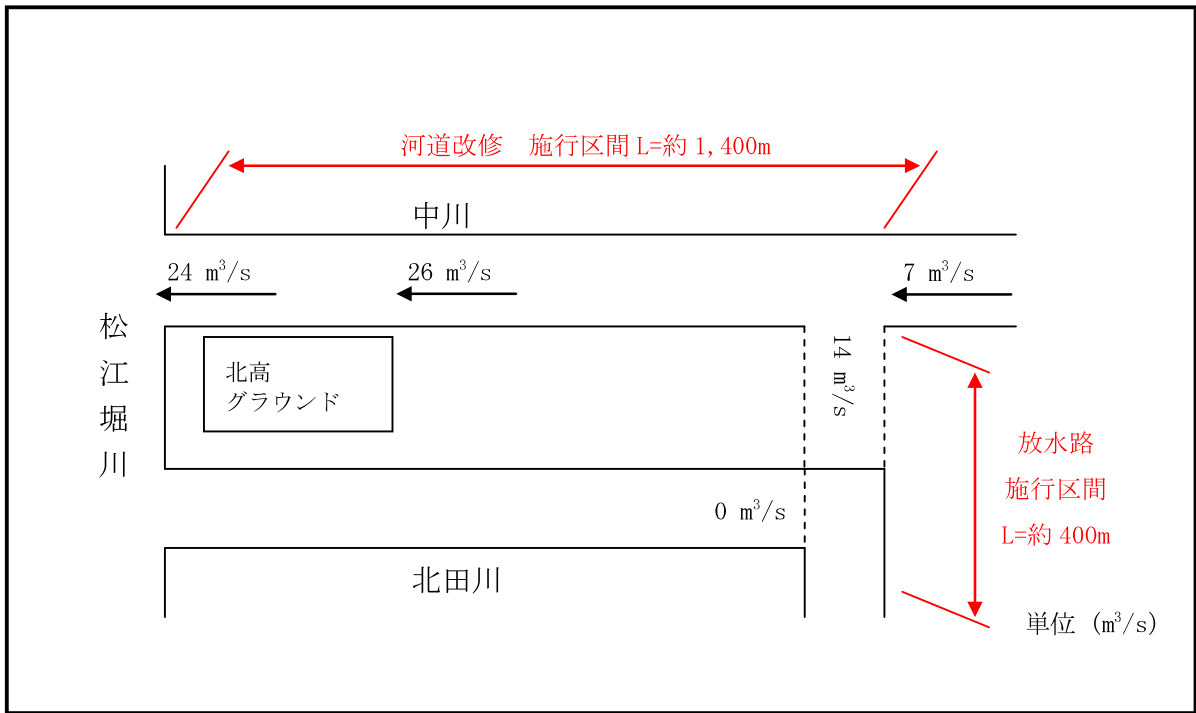 河道改修 施行区間 L=約 1,400m
中川
24 m³/s
26 m³/s
7 m³/s
松江堀川
14 m³/s
北高
グラウンド
放水路
施行区間
L=約 400m
0 m³/s
北田川
単位 (m³/s)